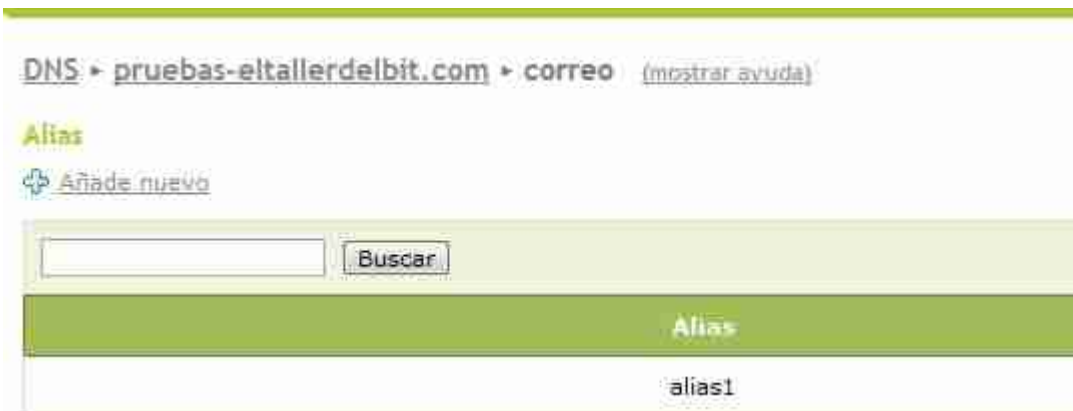 DNS ▸ pruebas-eltallerdelbit.com ▸ correo (mostrar ayuda)
Alias
Añade nuevo
Buscar
Alias
alias1